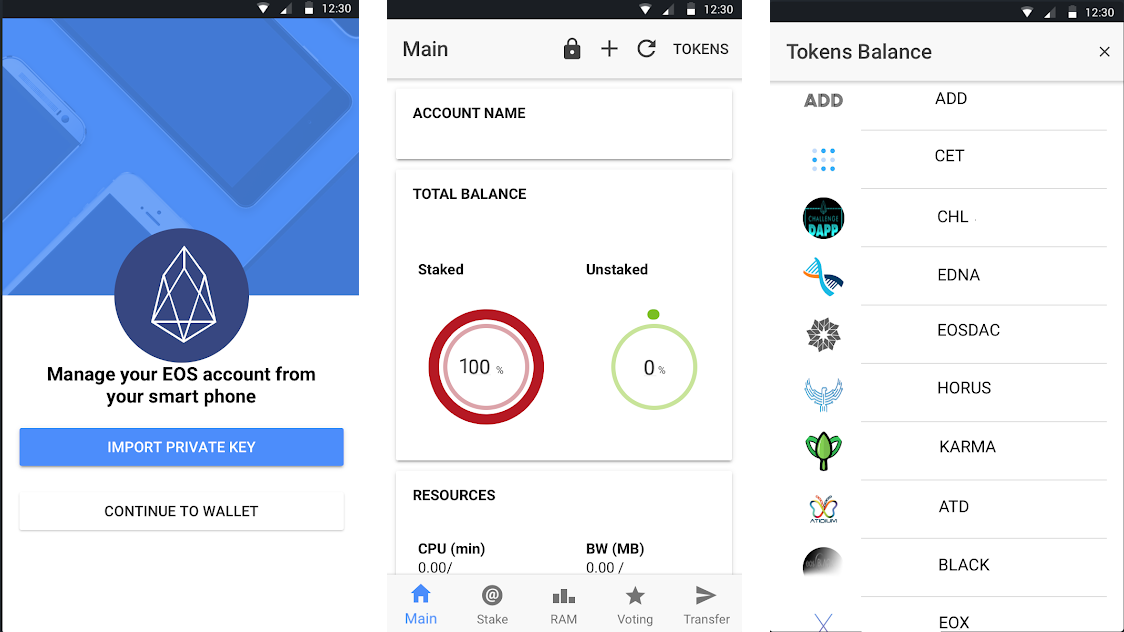 12:30
Manage your EOS account from
your smart phone
IMPORT PRIVATE KEY
CONTINUE TO WALLET
12:30
Main
TOKENS
ACCOUNT NAME
TOTAL BALANCE
Staked
Unstaked
100 %
0 %
RESOURCES
CPU (min)
BW (MB)
0.00/
0.00 /
Main
Stake
RAM
Voting
Transfer
12:30
Tokens Balance
ADD
ADD
CET
CHALLENGE
DAPP
CHL
EDNA
EOSDAC
HORUS
KARMA
ATIDIUM
ATD
BLACK
EOX